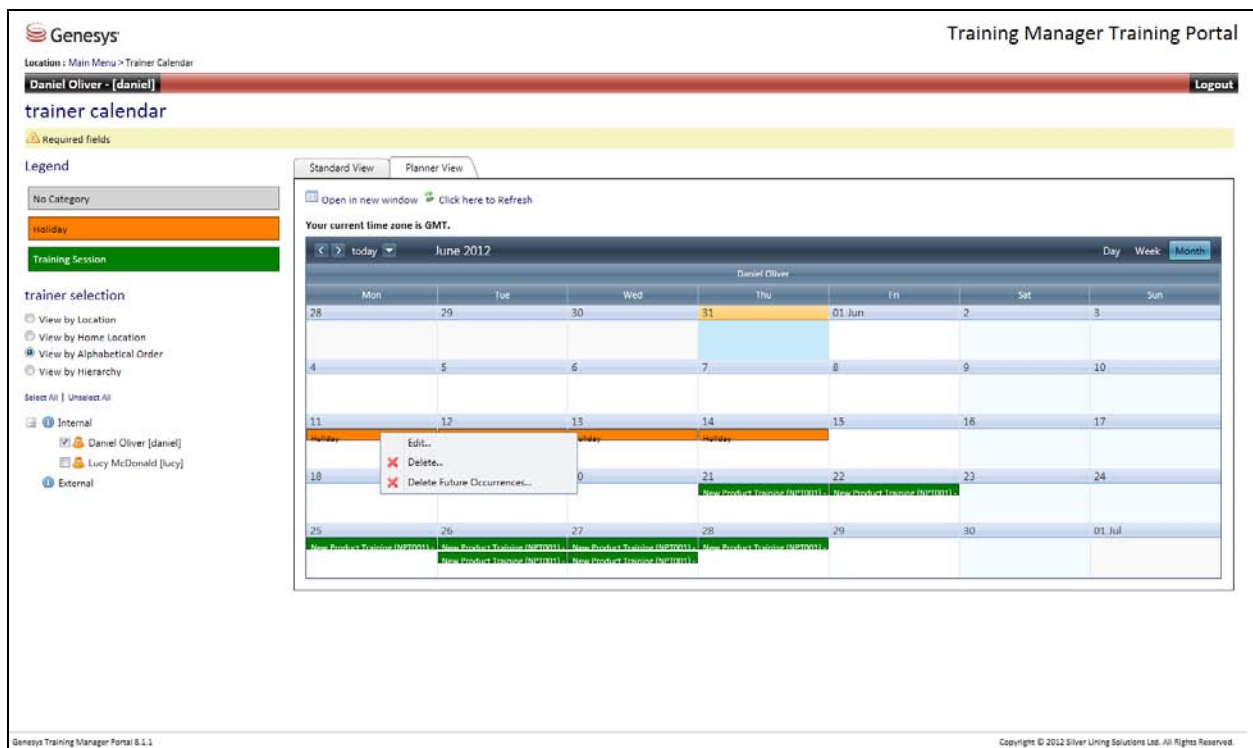 Genesys
Training Manager Training Portal
Location : Main Menu > Trainer Calendar
Daniel Oliver - [daniel]
Logout
trainer calendar
Required fields
Legend
No Category
Holiday
Training Session
trainer selection
View by Location
View by Home Location
View by Alphabetical Order
View by Hierarchy
Select All | Unselect All
Internal
Daniel Oliver [daniel]
Lucy McDonald [lucy]
External
Standard View Planner View
Open in new window Click here to Refresh
Your current time zone is GMT.
today June 2012 Day Week Month
Daniel Oliver
Mon Tue Wed Thu Fri Sat Sun
28 29 30 31 01 Jun 2 3
4 5 6 7 8 9 10
11 12 13 14 15 16 17
Holiday Holiday
Edit...
Delete...
Delete Future Occurrences...
18 21 22 23 24
New Product Training (NPT001) - New Product Training (NPT001) -
25 26 27 28 29 30 01 Jul
New Product Training (NPT001) - New Product Training (NPT001) - New Product Training (NPT001) - New Product Training (NPT001) -
New Product Training (NPT001) - New Product Training (NPT001) -
Genesys Training Manager Portal 8.1.1
Copyright © 2012 Silver Lining Solutions Ltd. All Rights Reserved.